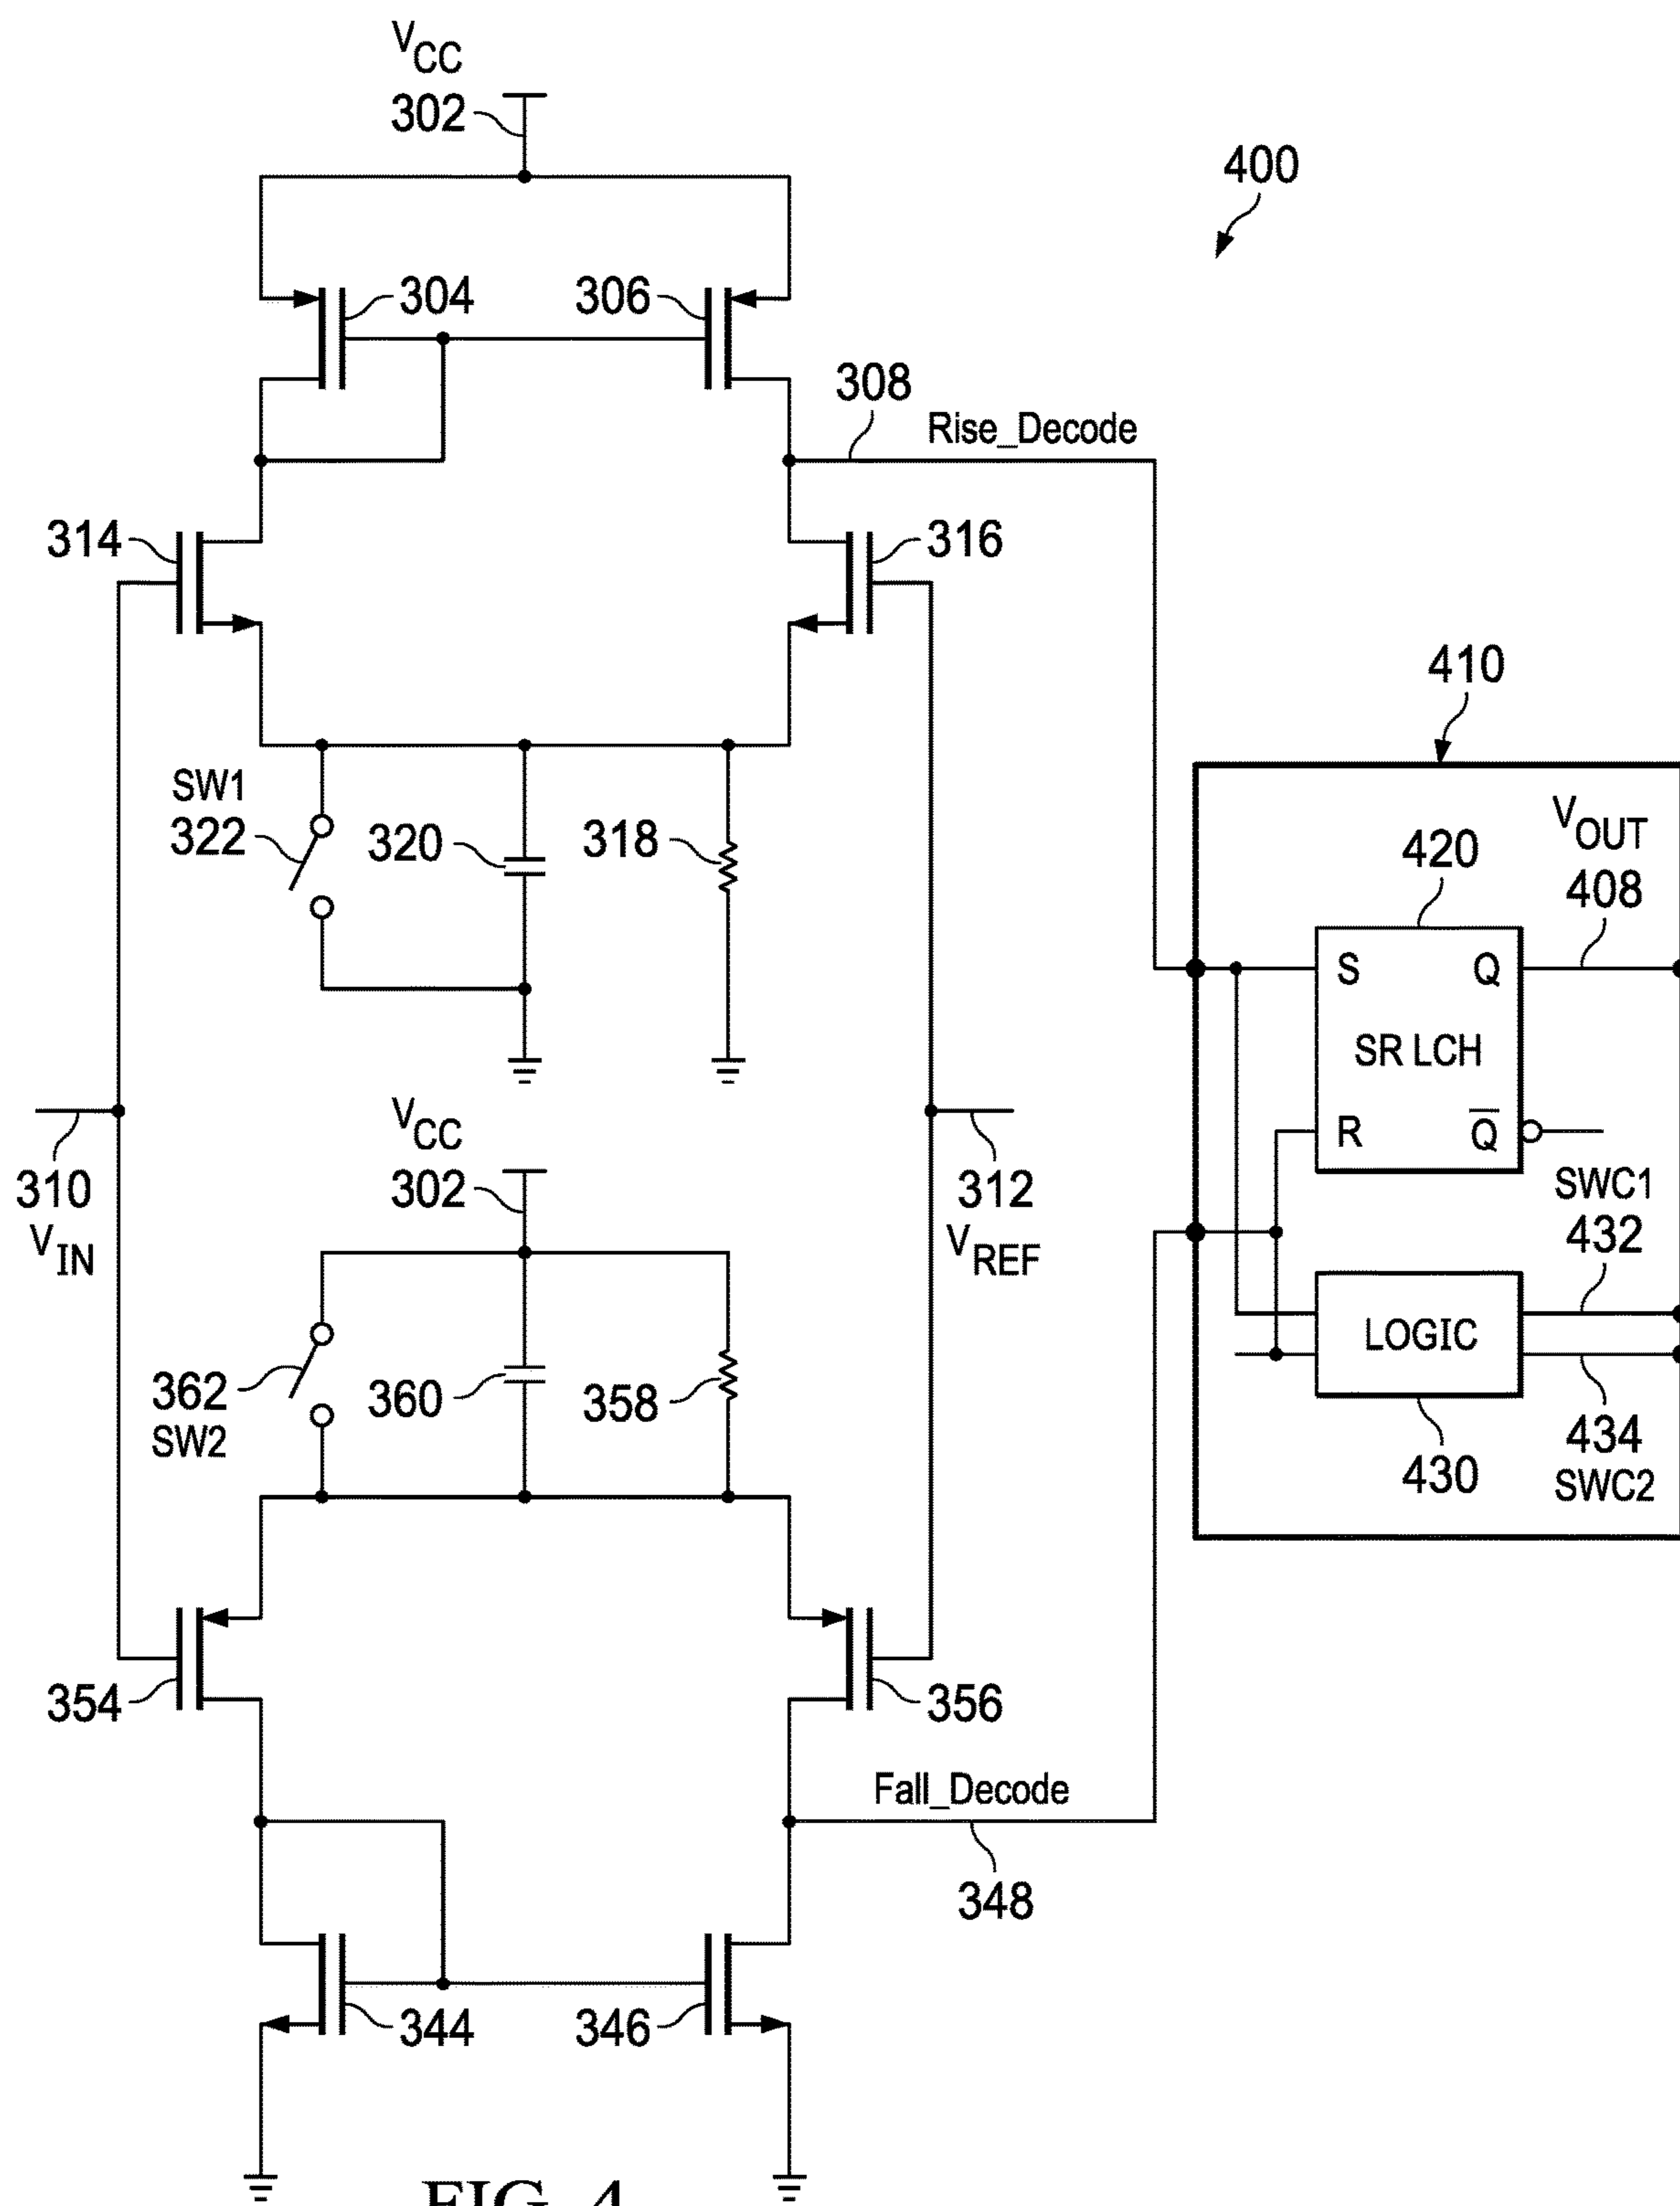 VCC
302
400
304
306
308
Rise_Decode
314
316
SW1
322
320
318
410
VOUT
408
420
S
Q
SR LCH
R
Q̅
310
VIN
VCC
302
312
VREF
SWC1
432
LOGIC
434
SWC2
430
362
SW2
360
358
354
356
Fall_Decode
348
344
346
FIG. 4